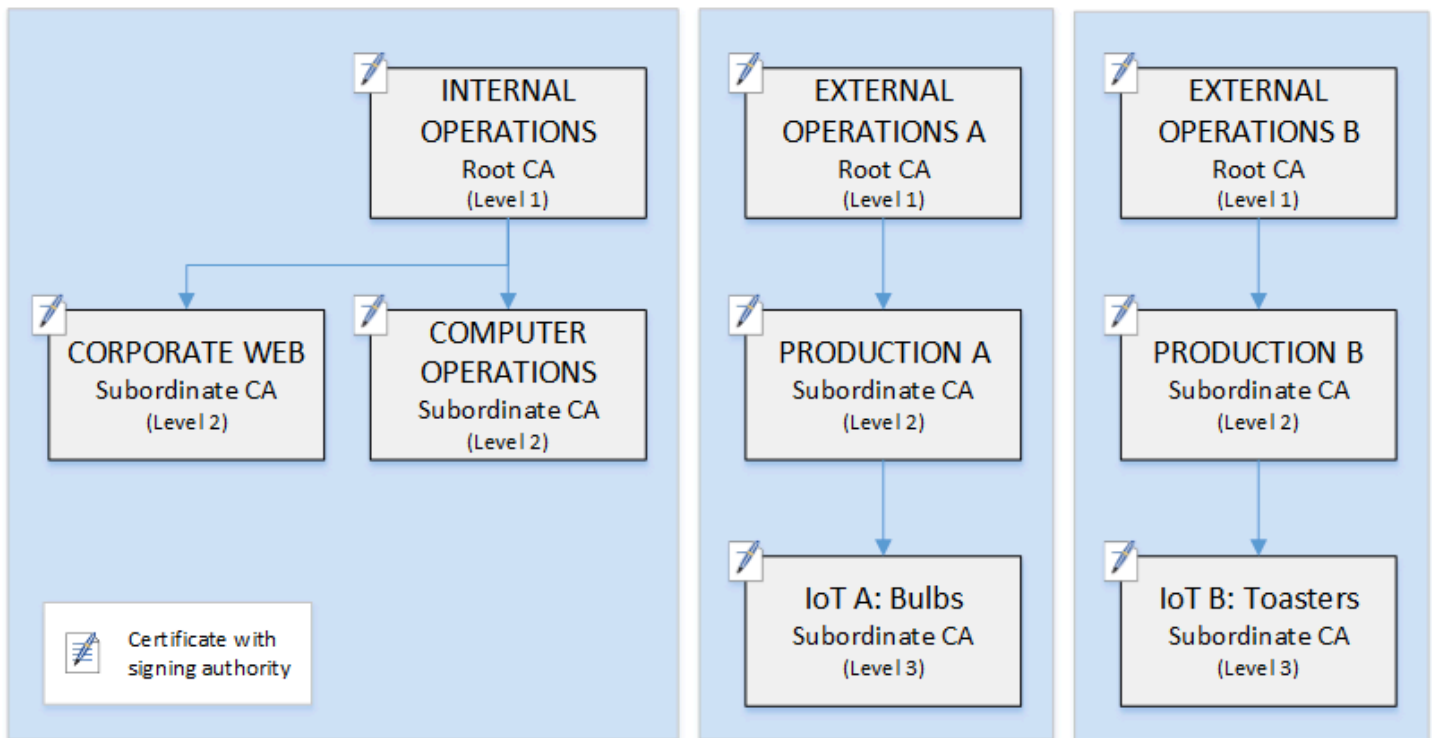 INTERNAL
OPERATIONS
Root CA
(Level 1)
EXTERNAL
OPERATIONS A
Root CA
(Level 1)
EXTERNAL
OPERATIONS B
Root CA
(Level 1)
CORPORATE WEB
Subordinate CA
(Level 2)
COMPUTER
OPERATIONS
Subordinate CA
(Level 2)
PRODUCTION A
Subordinate CA
(Level 2)
PRODUCTION B
Subordinate CA
(Level 2)
IoT A: Bulbs
Subordinate CA
(Level 3)
IoT B: Toasters
Subordinate CA
(Level 3)
Certificate with
signing authority